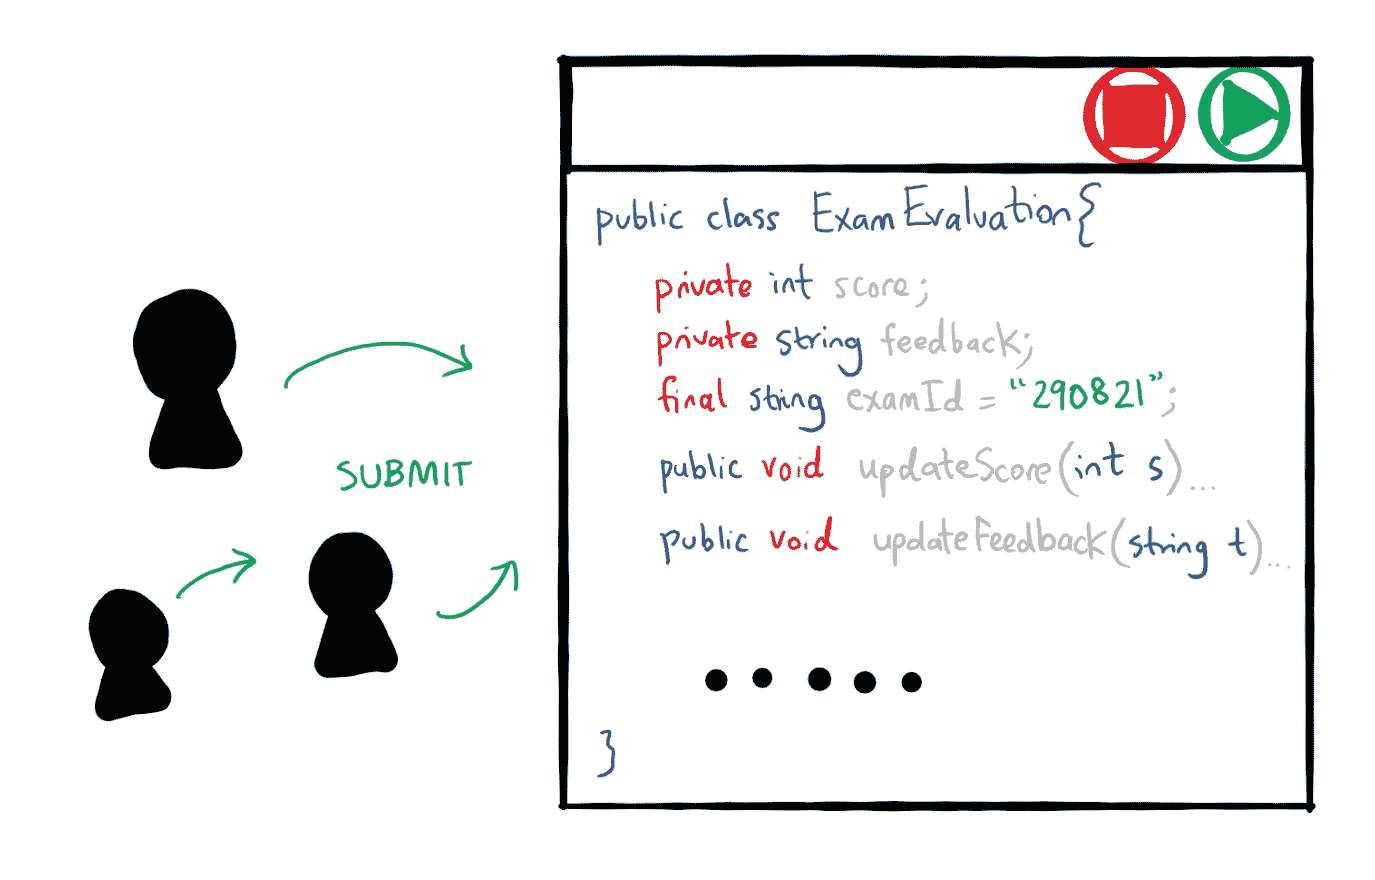 public class ExamEvaluation{
private int score;
private string feedback;
final string examId = "290821";
public void updateScore(int s)...
public void updateFeedback(string t)...
.....
}
SUBMIT